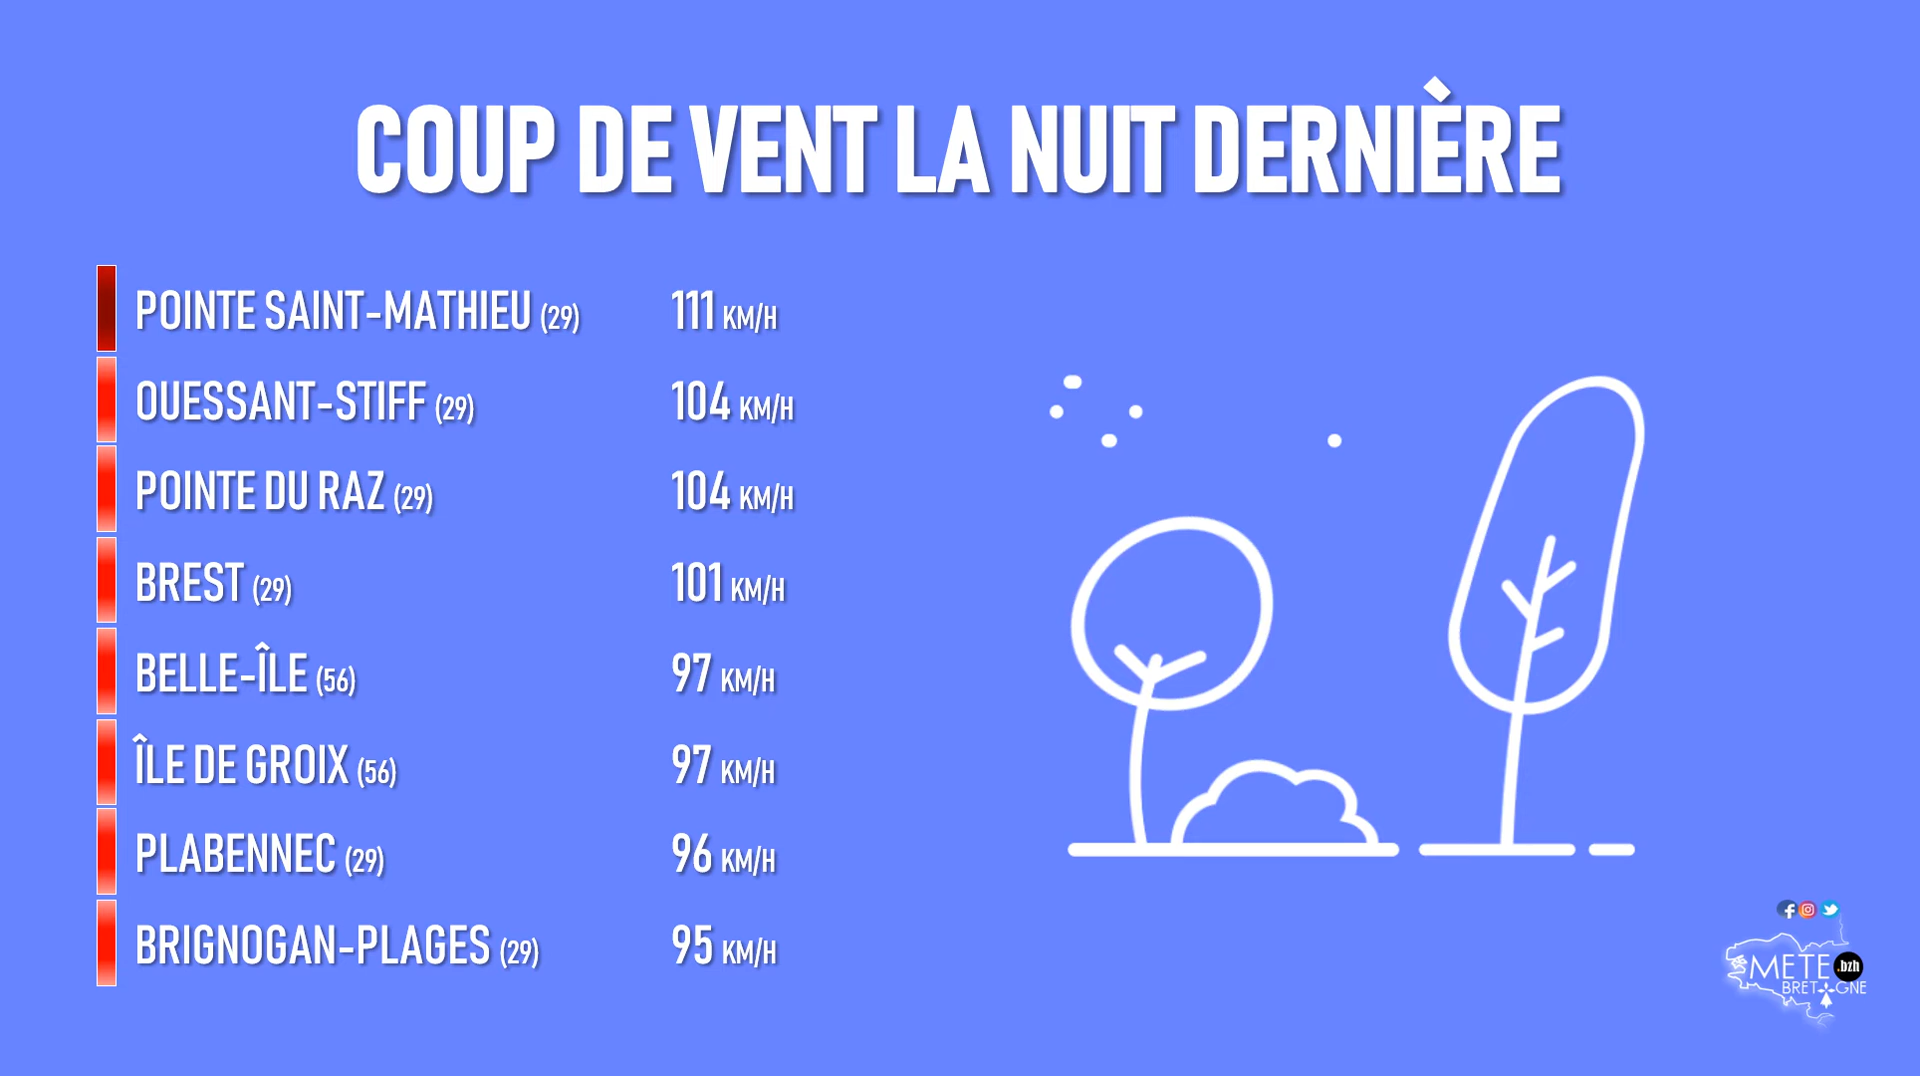 COUP DE VENT LA NUIT DERNIÈRE
POINTE SAINT-MATHIEU (29) 111 KM/H
OUESSANT-STIFF (29) 104 KM/H
POINTE DU RAZ (29) 104 KM/H
BREST (29) 101 KM/H
BELLE-ÎLE (56) 97 KM/H
ÎLE DE GROIX (56) 97 KM/H
PLABENNEC (29) 96 KM/H
BRIGNOGAN-PLAGES (29) 95 KM/H
METE .bzh
BRETAGNE